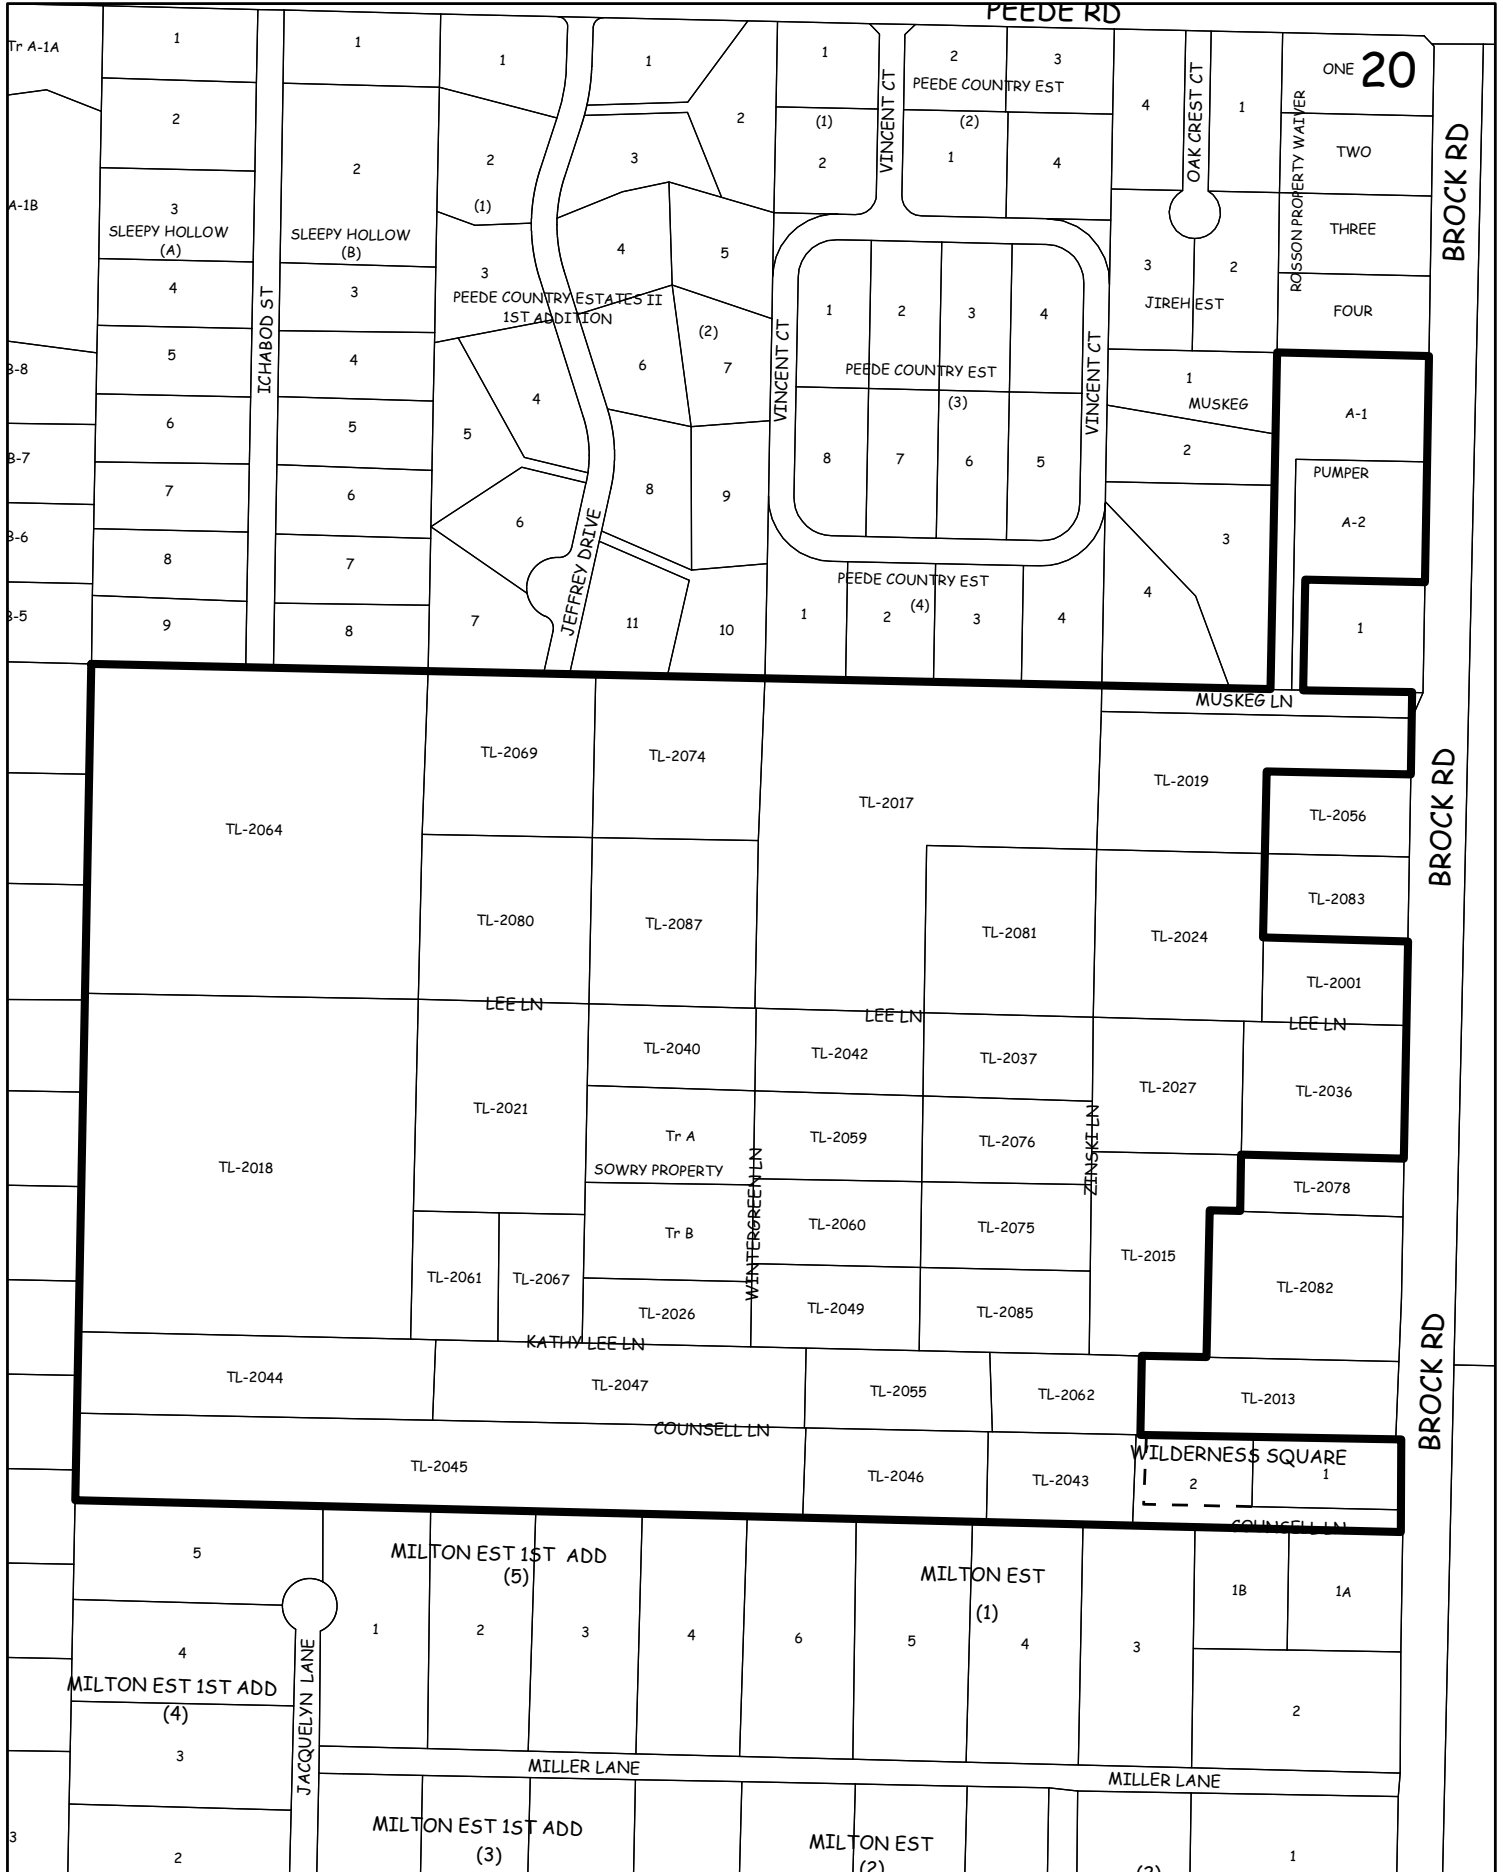 PEEDE RD
20
Tr A-1A
A-1B
B-8
B-7
B-6
B-5
3
1
2
3
SLEEPY HOLLOW
(A)
4
5
6
7
8
9
ICHABOD ST
1
2
SLEEPY HOLLOW
(B)
3
4
5
6
7
8
1
2
(1)
3
PEEDE COUNTRY ESTATES II
1ST ADDITION
4
5
6
7
JEFFREY DRIVE
1
2
3
4
5
(2)
6
7
8
9
10
11
1
(1)
2
VINCENT CT
2
3
PEEDE COUNTRY EST
(2)
1
4
VINCENT CT
VINCENT CT
1
2
3
4
PEEDE COUNTRY EST
(3)
8
7
6
5
PEEDE COUNTRY EST
(4)
1
2
3
4
4
OAK CREST CT
1
3
2
JIREH EST
ROSSON PROPERTY WAIVER
ONE
TWO
THREE
FOUR
BROCK RD
1
MUSKEG
2
3
4
A-1
PUMPER
A-2
1
MUSKEG LN
TL-2064
TL-2069
TL-2074
TL-2017
TL-2019
TL-2056
BROCK RD
TL-2080
TL-2087
TL-2081
TL-2024
TL-2083
TL-2001
LEE LN
LEE LN
LEE LN
TL-2018
TL-2021
TL-2040
TL-2042
TL-2037
TL-2027
TL-2036
Tr A
SOWRY PROPERTY
Tr B
WINTERGREEN LN
TL-2059
TL-2076
ZINSKI LN
TL-2078
TL-2060
TL-2075
TL-2015
TL-2082
TL-2061
TL-2067
TL-2026
TL-2049
TL-2085
KATHY LEE LN
TL-2044
TL-2047
TL-2055
TL-2062
TL-2013
BROCK RD
COUNSELL LN
TL-2045
TL-2046
TL-2043
WILDERNESS SQUARE
2
1
COUNSELL LN
5
4
MILTON EST 1ST ADD
(4)
3
2
JACQUELYN LANE
MILTON EST 1ST ADD
(5)
1
2
3
4
MILTON EST
(1)
6
5
4
3
1B
1A
2
MILLER LANE
MILLER LANE
MILTON EST 1ST ADD
(3)
MILTON EST
(2)
1